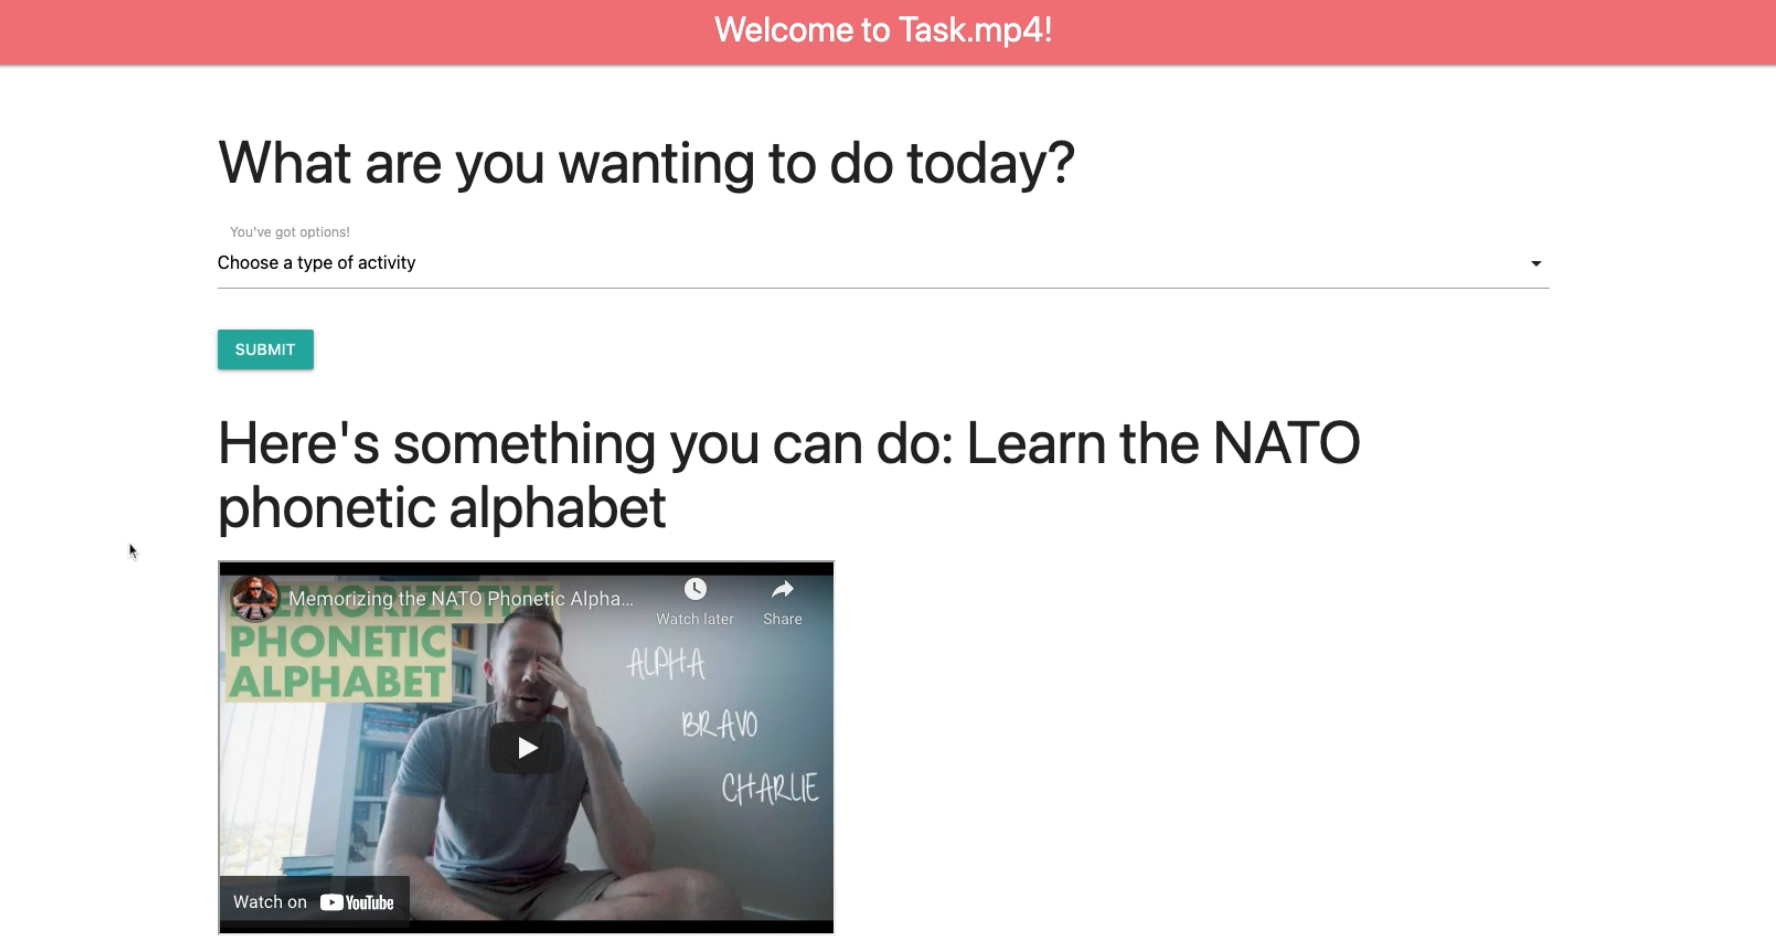 Welcome to Task.mp4!
What are you wanting to do today?
You've got options!
Choose a type of activity
SUBMIT
Here's something you can do: Learn the NATO
phonetic alphabet
Memorizing the NATO Phonetic Alpha...
Watch later
Share
MEMORIZE THE
PHONETIC
ALPHABET
ALPHA
BRAVO
CHARLIE
Watch on YouTube